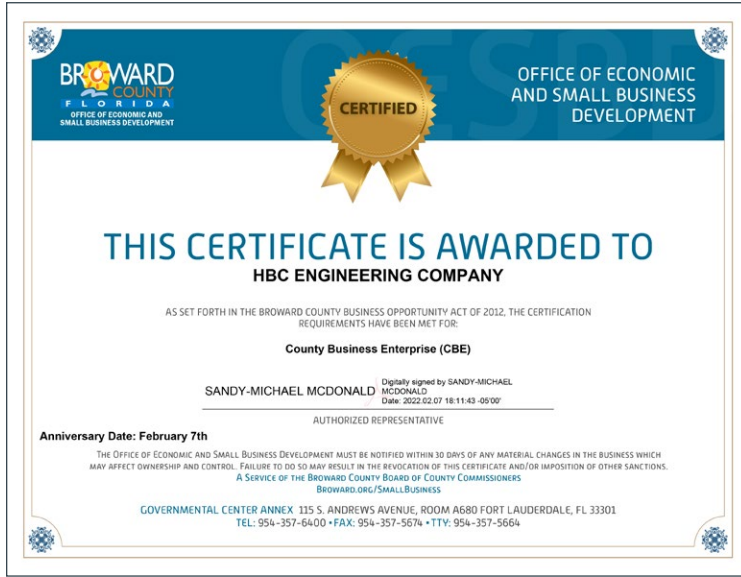 BROWARD
COUNTY
FLORIDA
OFFICE OF ECONOMIC AND
SMALL BUSINESS DEVELOPMENT
CERTIFIED
OESBD
OFFICE OF ECONOMIC
AND SMALL BUSINESS
DEVELOPMENT
THIS CERTIFICATE IS AWARDED TO
HBC ENGINEERING COMPANY
AS SET FORTH IN THE BROWARD COUNTY BUSINESS OPPORTUNITY ACT OF 2012, THE CERTIFICATION
REQUIREMENTS HAVE BEEN MET FOR:
County Business Enterprise (CBE)
SANDY-MICHAEL MCDONALD
Digitally signed by SANDY-MICHAEL
MCDONALD
Date: 2022.02.07 18:11:43 -05'00'
AUTHORIZED REPRESENTATIVE
Anniversary Date: February 7th
THE OFFICE OF ECONOMIC AND SMALL BUSINESS DEVELOPMENT MUST BE NOTIFIED WITHIN 30 DAYS OF ANY MATERIAL CHANGES IN THE BUSINESS WHICH
MAY AFFECT OWNERSHIP AND CONTROL. FAILURE TO DO SO MAY RESULT IN THE REVOCATION OF THIS CERTIFICATE AND/OR IMPOSITION OF OTHER SANCTIONS.
A SERVICE OF THE BROWARD COUNTY BOARD OF COUNTY COMMISSIONERS
BROWARD.ORG/SMALLBUSINESS
GOVERNMENTAL CENTER ANNEX 115 S. ANDREWS AVENUE, ROOM A680 FORT LAUDERDALE, FL 33301
TEL: 954-357-6400 • FAX: 954-357-5674 • TTY: 954-357-5664